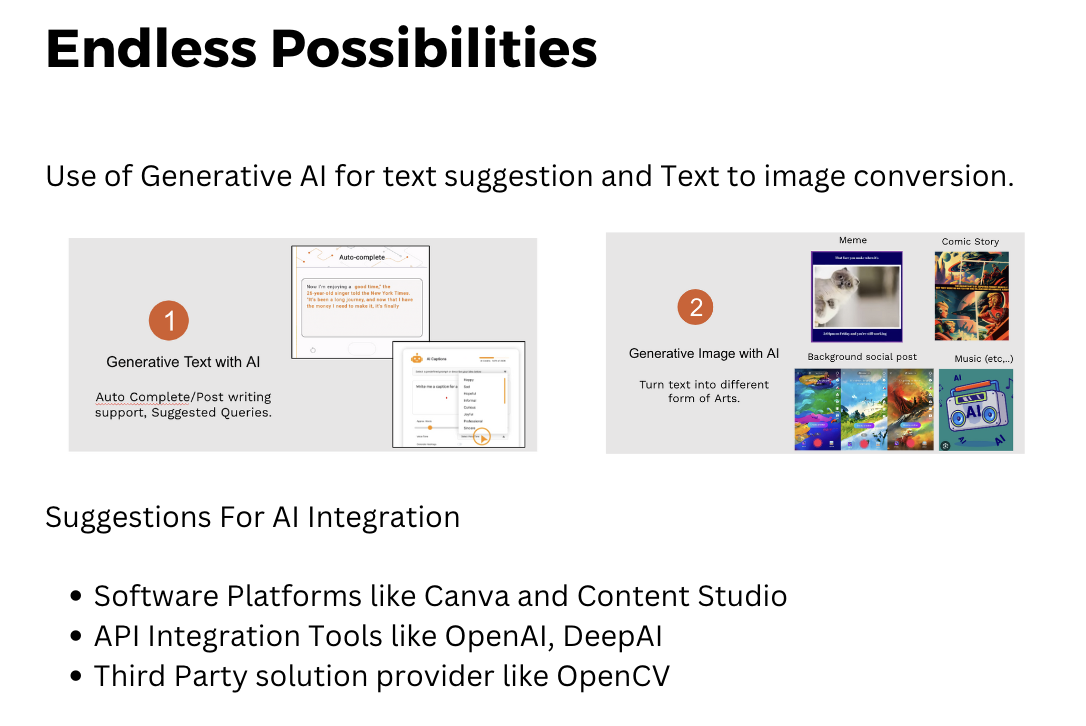 Endless Possibilities
Use of Generative AI for text suggestion and Text to image conversion.
1
Generative Text with AI
Auto Complete/Post writing
support, Suggested Queries.
Auto-complete
Now I'm enjoying a good time," the
25-year-old singer told the New York Times.
"It's been a long journey, and now that I have
the money I need to make it, it's finally
AI Captions
Write me a caption for a
Happy
Sad
Impactful
Informal
Curious
Joyful
Professional
2
Generative Image with AI
Turn text into different
form of Arts.
Meme
That face you make when it's
4:59pm on Friday and you're still working
Comic Story
Background social post
Music (etc,..)
AI
AI
AI
Suggestions For AI Integration
• Software Platforms like Canva and Content Studio
• API Integration Tools like OpenAI, DeepAI
• Third Party solution provider like OpenCV